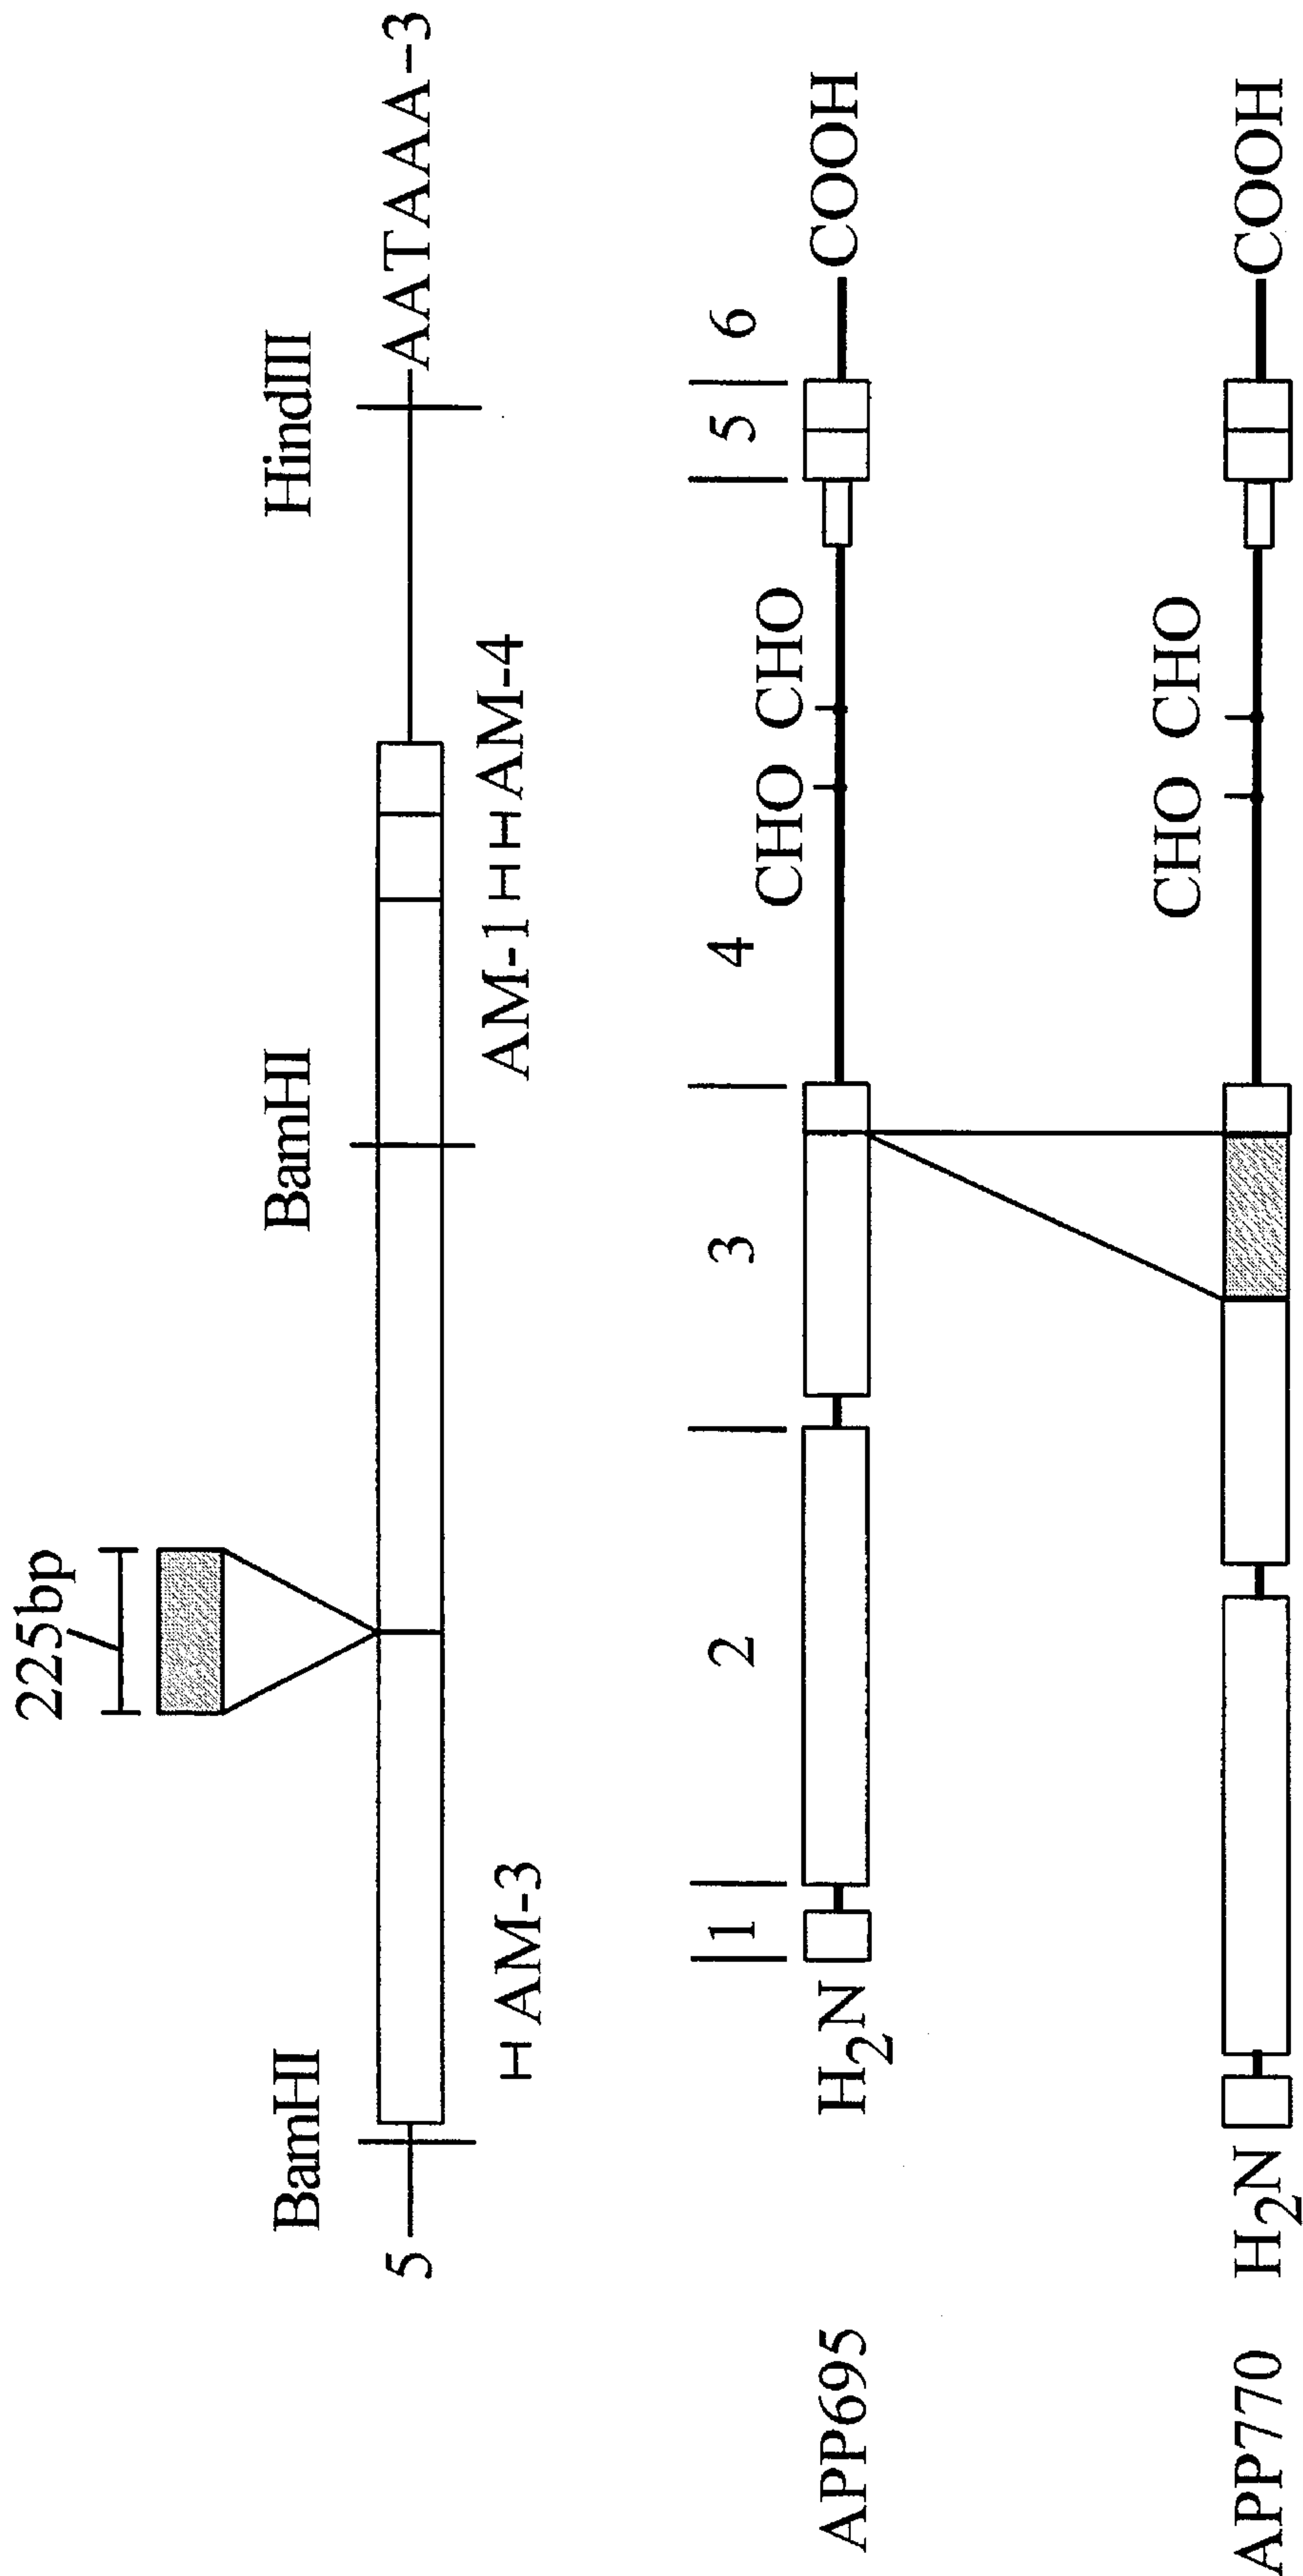 225bp
BamHI BamHI HindIII
5 AATAAA-3
AM-3 AM-1 AM-4
1 2 3 4 5 6
CHO CHO
APP695 H2N COOH
CHO CHO
APP770 H2N COOH